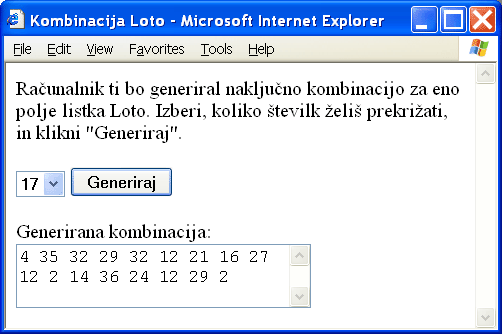 Kombinacija Loto - Microsoft Internet Explorer
File Edit View Favorites Tools Help
Računalnik ti bo generiral naključno kombinacijo za eno
polje listka Loto. Izberi, koliko številk želiš prekrižati,
in klikni "Generiraj".
17 Generiraj
Generirana kombinacija:
4 35 32 29 32 12 21 16 27
12 2 14 36 24 12 29 2